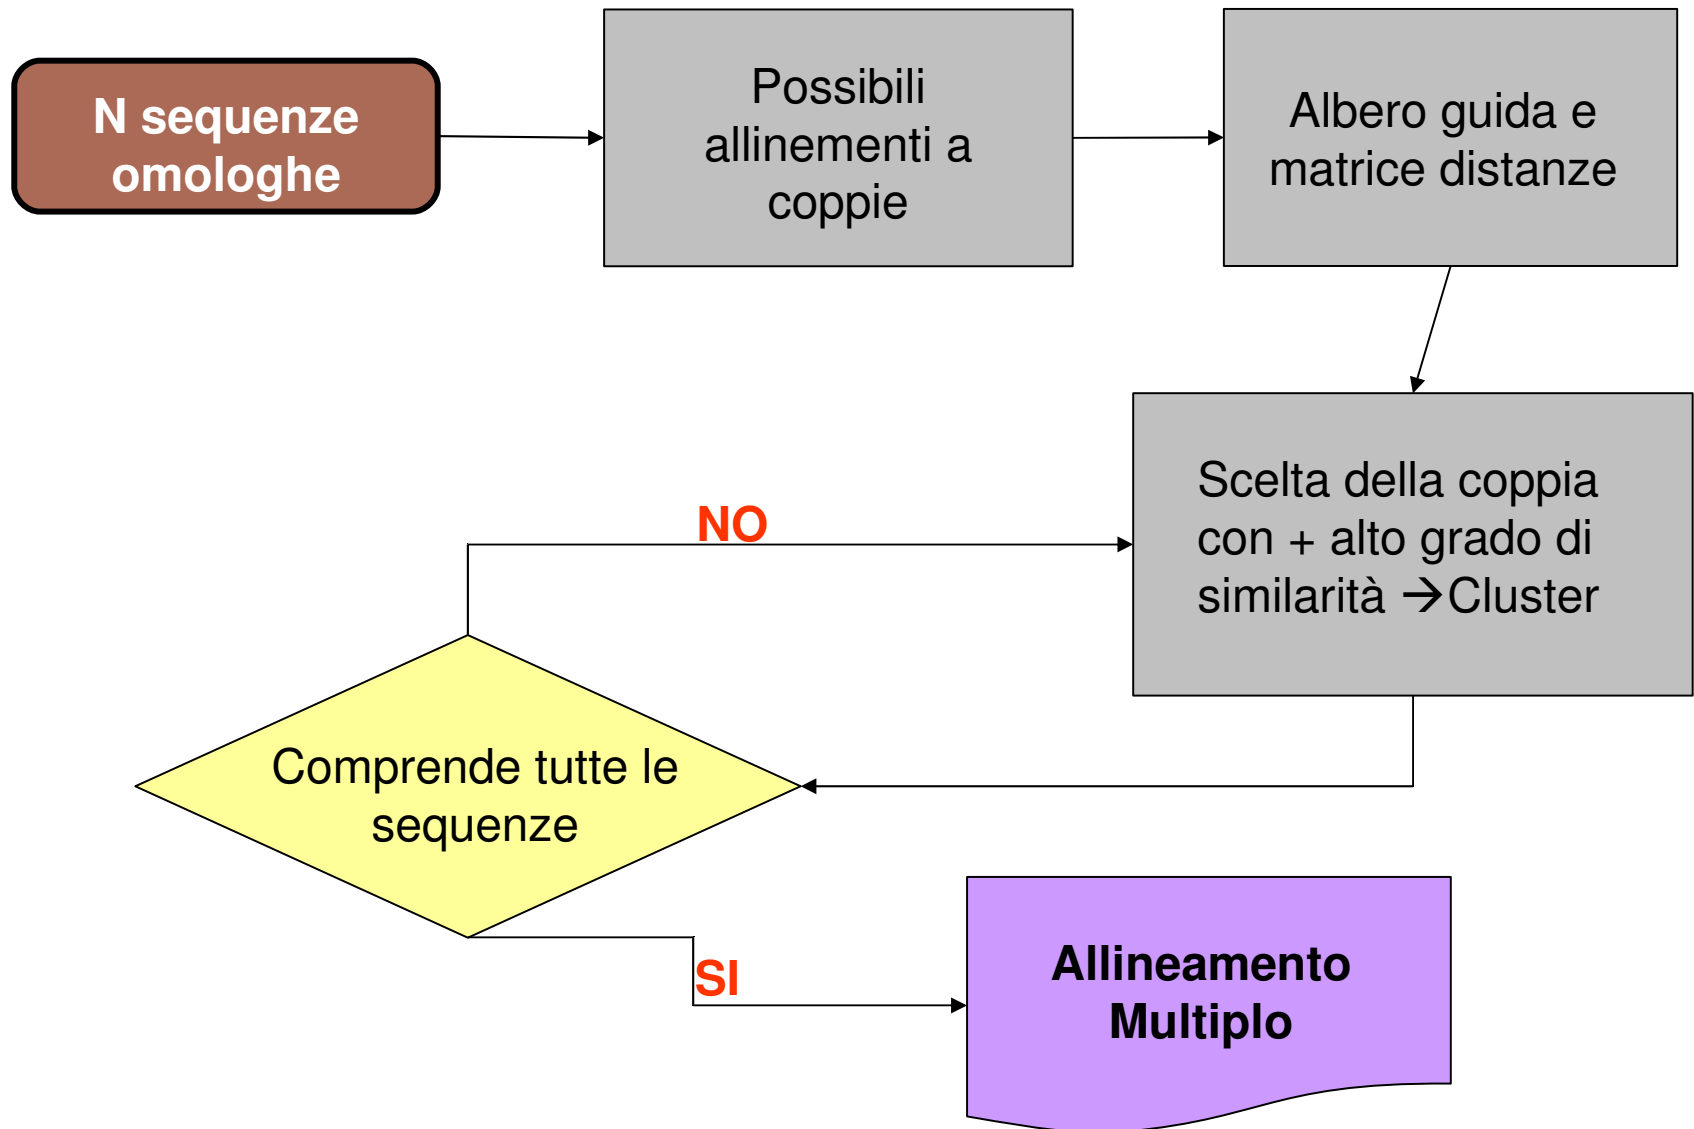 N sequenze
omologhe
Possibili
allinementi a
coppie
Albero guida e
matrice distanze
Scelta della coppia
con + alto grado di
similarità →Cluster
NO
Comprende tutte le
sequenze
SI
Allineamento
Multiplo